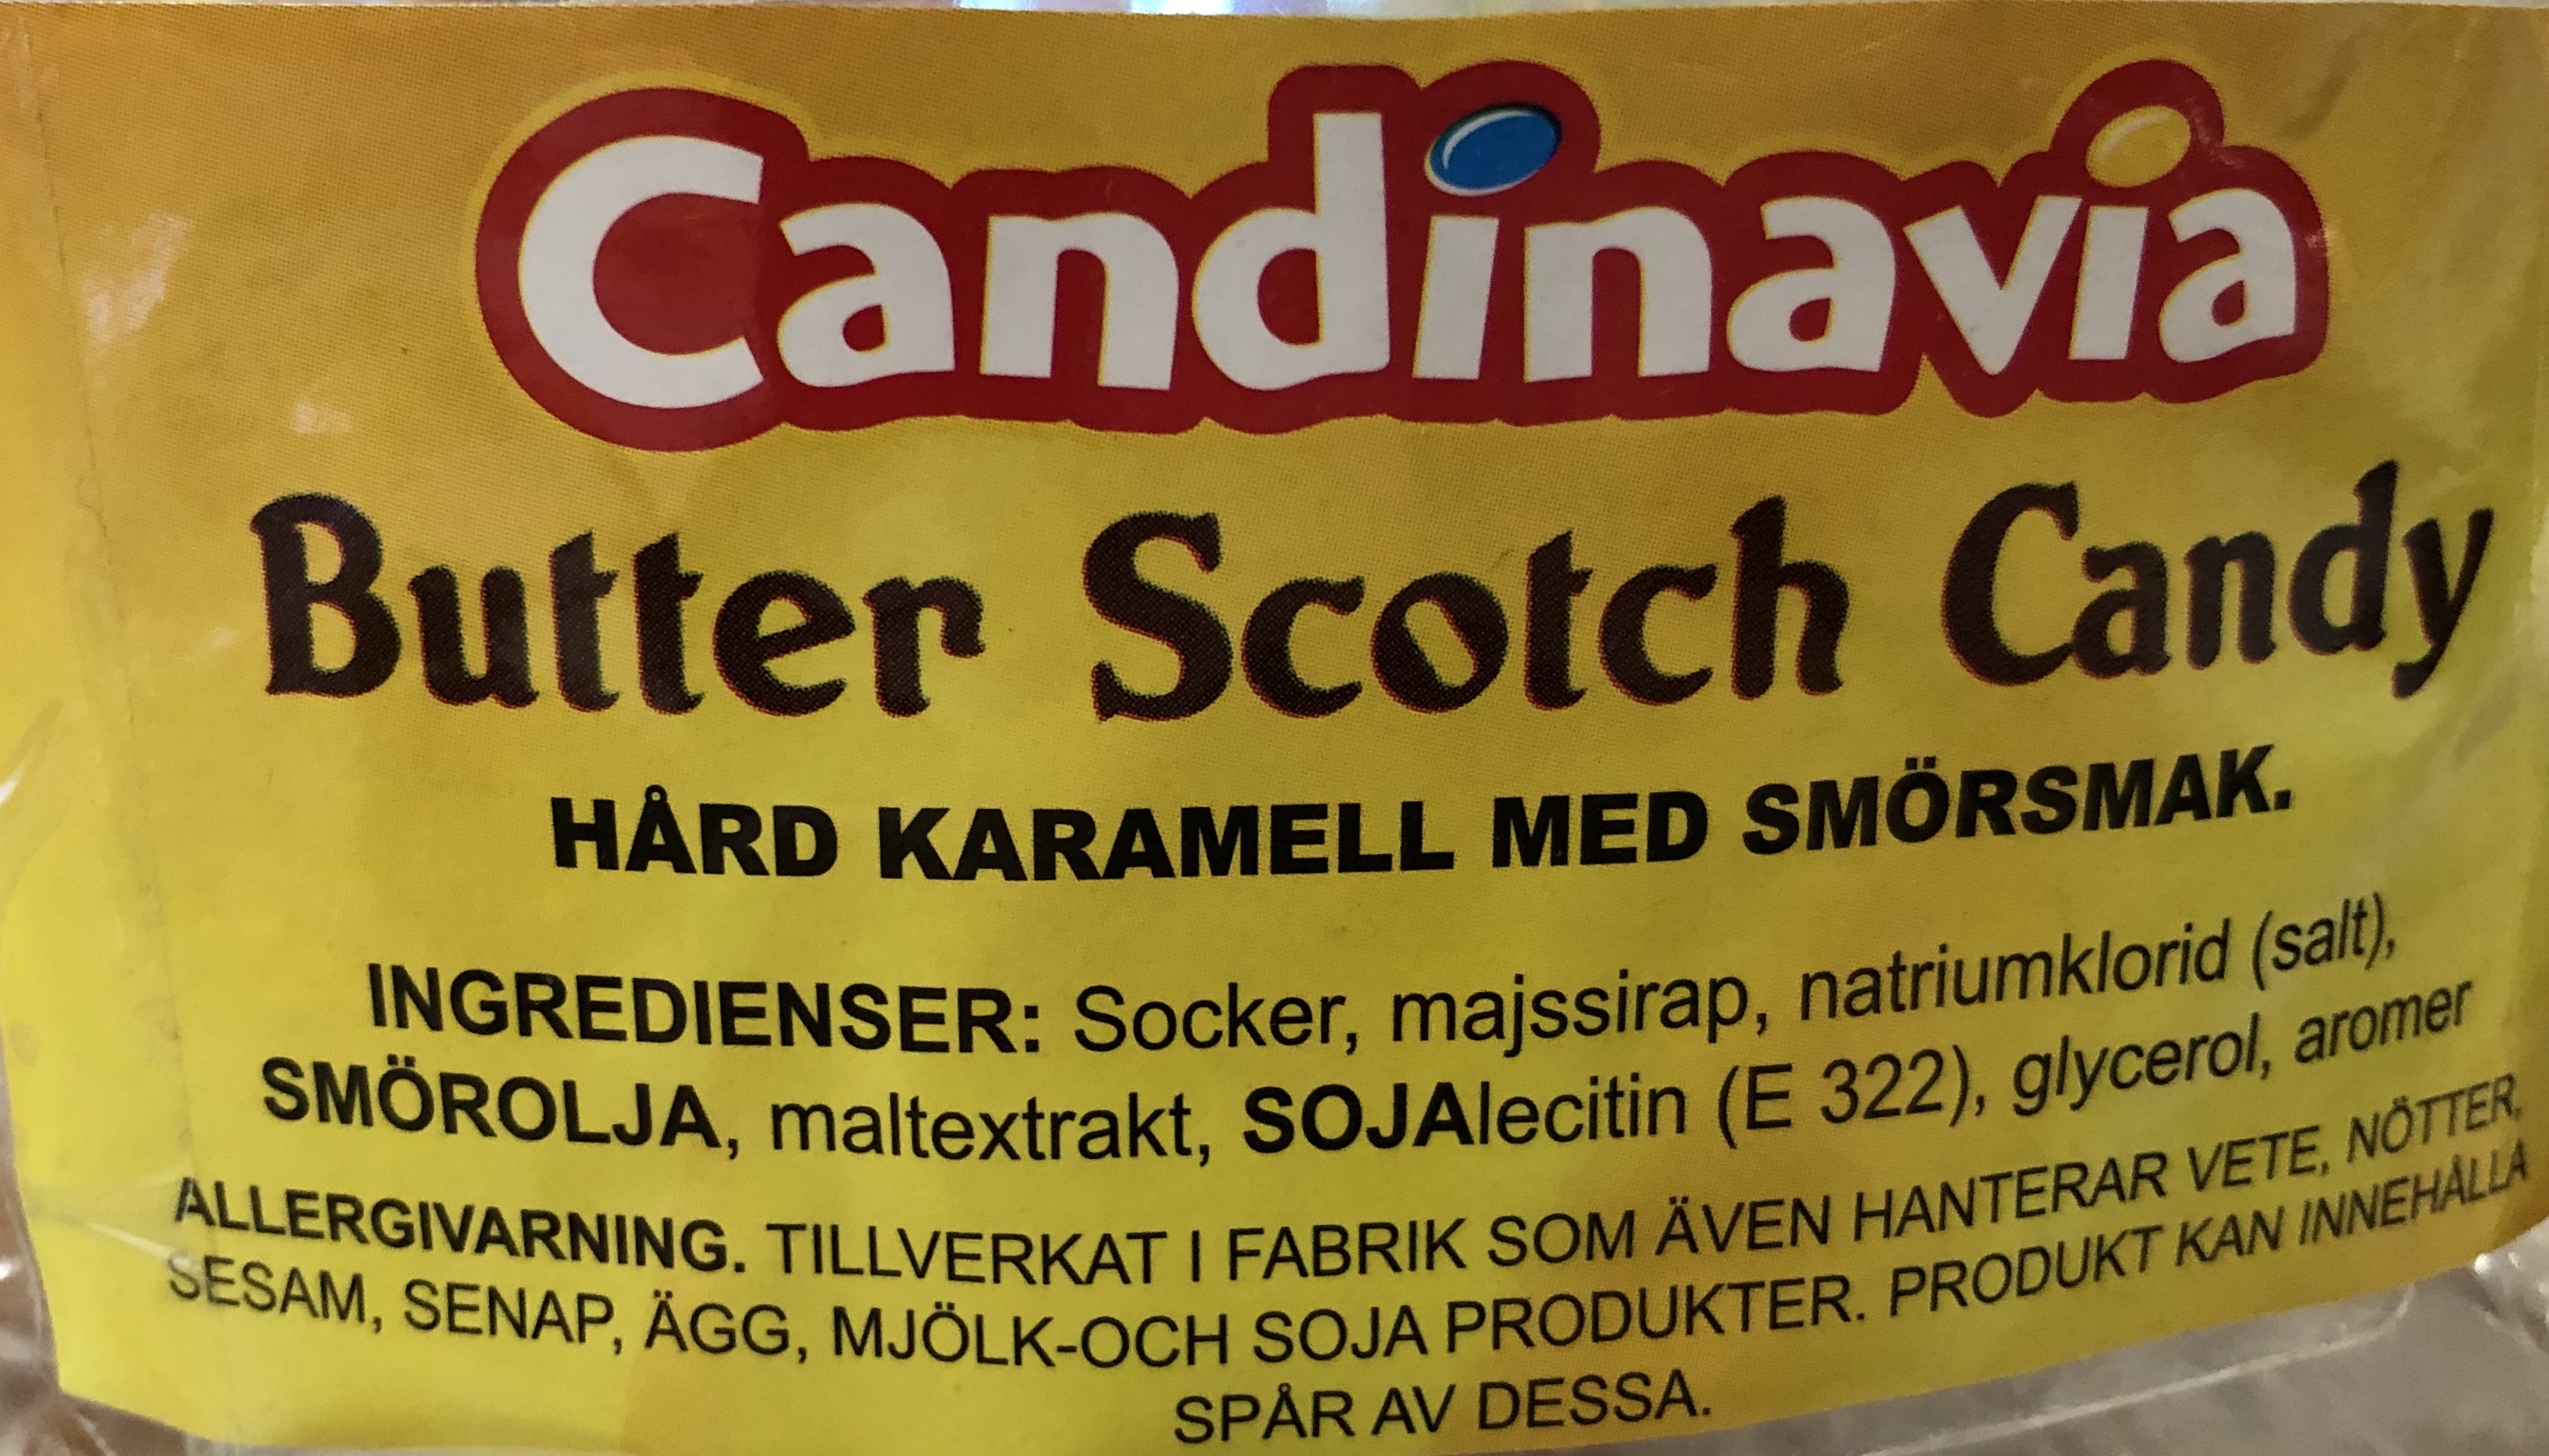 Candinavia
Butter Scotch Candy
HÅRD KARAMELL MED SMÖRSMAK.
INGREDIENSER: Socker, majssirap, natriumklorid (salt),
SMÖROLJA, maltextrakt, SOJAlecitin (E 322), glycerol, aromer
ALLERGIVARNING. TILLVERKAT I FABRIK SOM ÄVEN HANTERAR VETE, NÖTTER,
SESAM, SENAP, ÄGG, MJÖLK-OCH SOJA PRODUKTER. PRODUKT KAN INNEHÅLLA
SPÅR AV DESSA.